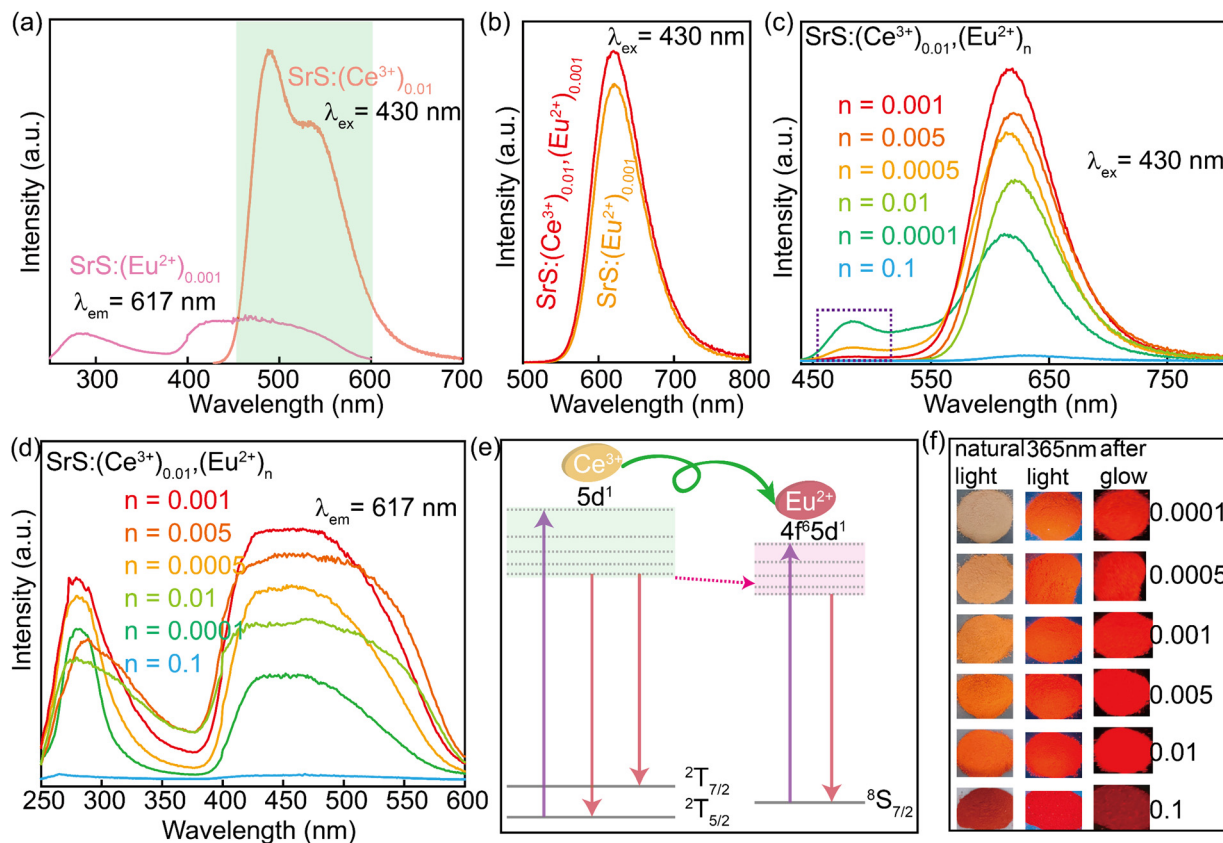 (a)
SrS:(Ce³⁺)₀.₀₁
λₑₓ= 430 nm
SrS:(Eu²⁺)₀.₀₀₁
λₑₘ= 617 nm
Intensity (a.u.)
300 400 500 600 700
Wavelength (nm)
(b)
λₑₓ= 430 nm
SrS:(Ce³⁺)₀.₀₁,(Eu²⁺)₀.₀₀₁
SrS:(Eu²⁺)₀.₀₀₁
Intensity (a.u.)
500 600 700 800
Wavelength (nm)
(c)
SrS:(Ce³⁺)₀.₀₁,(Eu²⁺)ₙ
n = 0.001
n = 0.005
n = 0.0005
n = 0.01
n = 0.0001
n = 0.1
λₑₓ= 430 nm
Intensity (a.u.)
440 550 650 750
Wavelength (nm)
(d)
SrS:(Ce³⁺)₀.₀₁,(Eu²⁺)ₙ
n = 0.001
n = 0.005
n = 0.0005
n = 0.01
n = 0.0001
n = 0.1
λₑₘ= 617 nm
Intensity (a.u.)
250 300 350 400 450 500 550 600
Wavelength (nm)
(e)
Ce³⁺
5d¹
Eu²⁺
4f⁶5d¹
²T₇/₂
²T₅/₂
⁸S₇/₂
(f)
natural 365nm after
light light glow
0.0001
0.0005
0.001
0.005
0.01
0.1